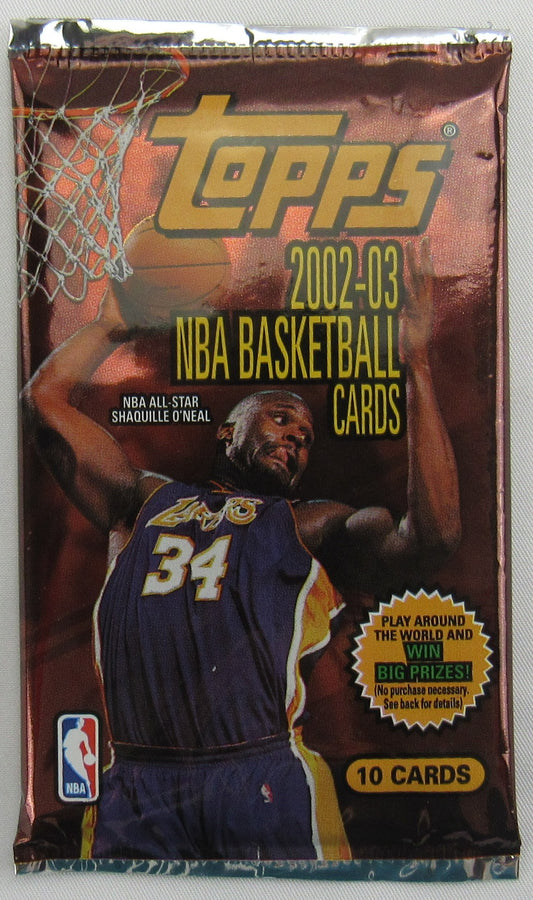 TOPPS®
2002-03
NBA BASKETBALL
CARDS
NBA ALL-STAR
SHAQUILLE O'NEAL
LAKERS
34
PLAY AROUND
THE WORLD AND
WIN
BIG PRIZES!
(No purchase necessary.
See back for details)
NBA
10 CARDS